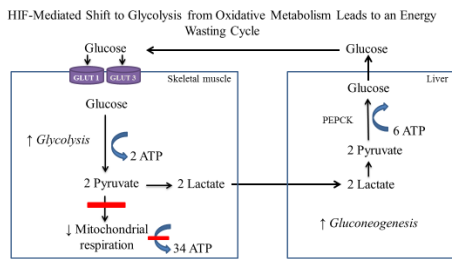 HIF-Mediated Shift to Glycolysis from Oxidative Metabolism Leads to an Energy
Wasting Cycle
Glucose
Glucose
GLUT 1
GLUT 3
Skeletal muscle
Liver
Glucose
Glucose
↑ Glycolysis
2 ATP
PEPCK
6 ATP
2 Pyruvate
2 Pyruvate
2 Lactate
2 Lactate
↓ Mitochondrial
respiration
34 ATP
↑ Gluconeogenesis